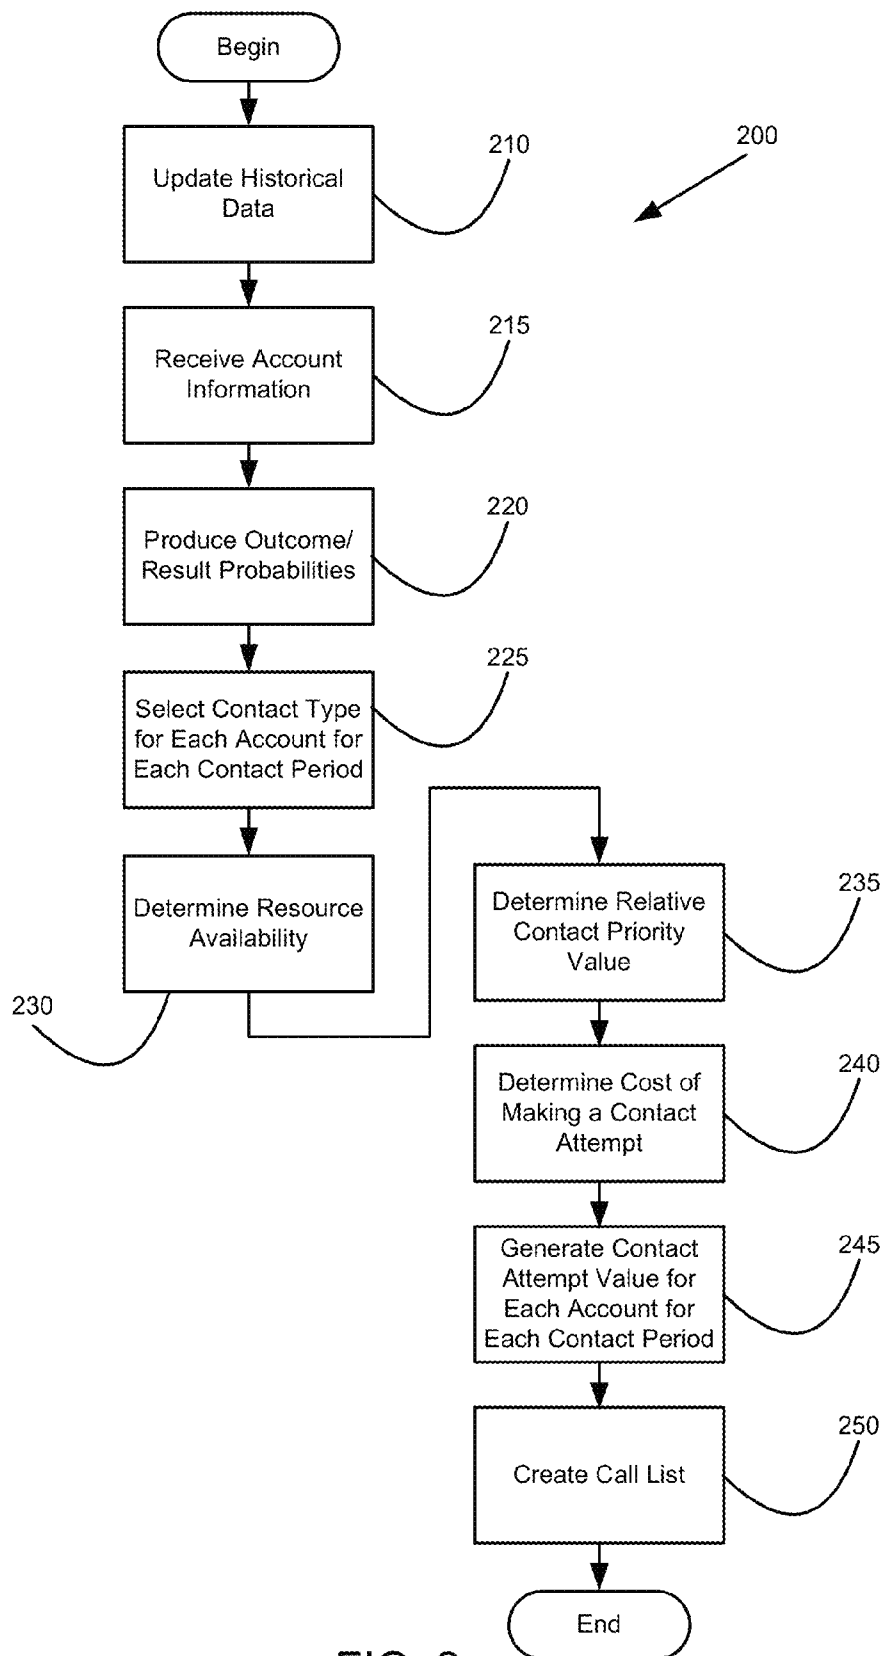 Begin
200
210
Update Historical
Data
215
Receive Account
Information
220
Produce Outcome/
Result Probabilities
225
Select Contact Type
for Each Account for
Each Contact Period
Determine Resource
Availability
230
235
Determine Relative
Contact Priority
Value
240
Determine Cost of
Making a Contact
Attempt
245
Generate Contact
Attempt Value for
Each Account for
Each Contact Period
250
Create Call List
End